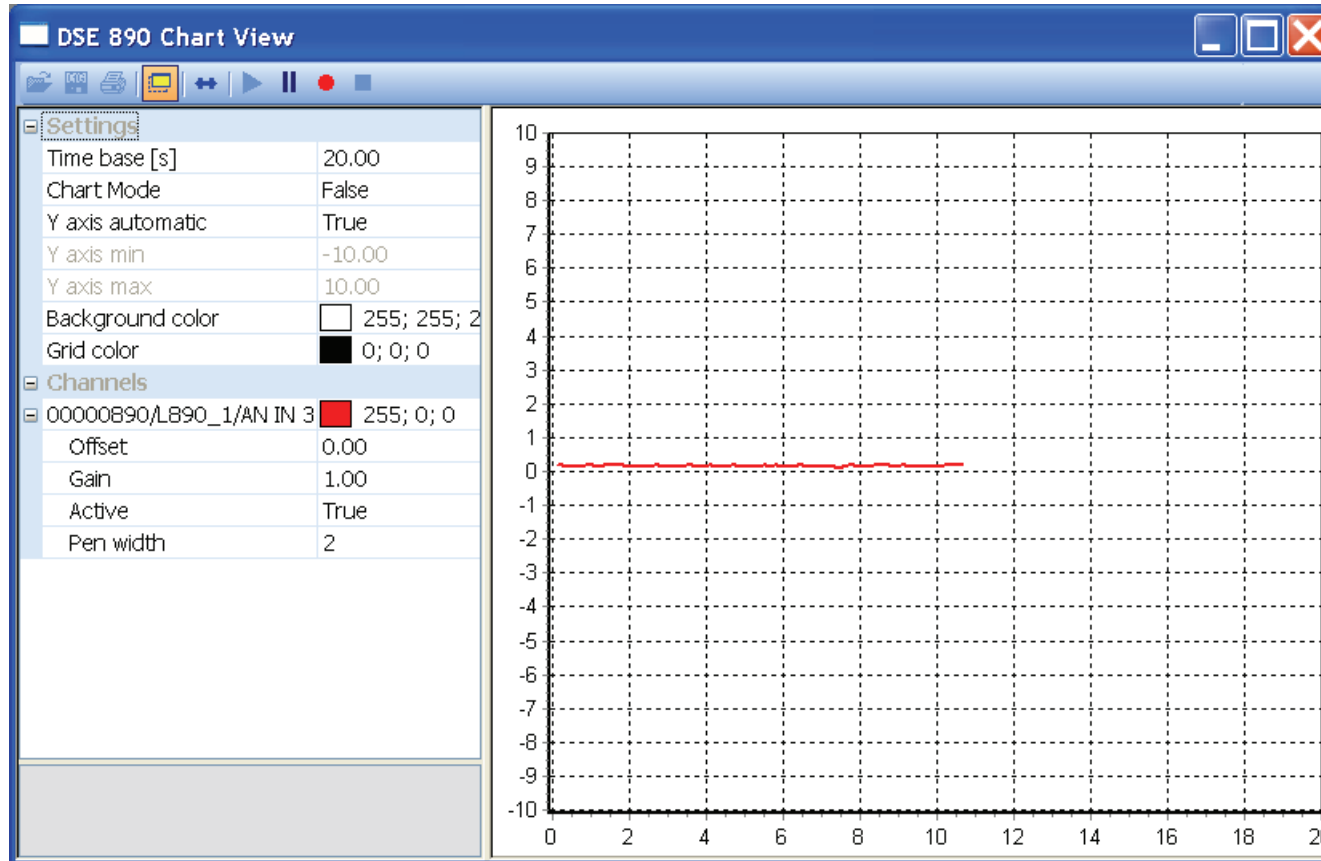 DSE 890 Chart View
Settings
Time base [s] 20.00
Chart Mode False
Y axis automatic True
Y axis min -10.00
Y axis max 10.00
Background color 255; 255; 2
Grid color 0; 0; 0
Channels
00000890/L890_1/AN IN 3 255; 0; 0
Offset 0.00
Gain 1.00
Active True
Pen width 2
10
9
8
7
6
5
4
3
2
1
0
-1
-2
-3
-4
-5
-6
-7
-8
-9
-10
0 2 4 6 8 10 12 14 16 18 2